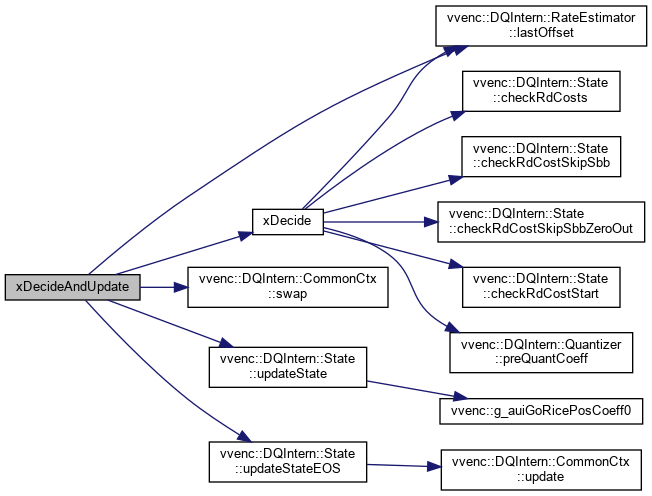 vvenc::DQIntern::RateEstimator
::lastOffset
vvenc::DQIntern::State
::checkRdCosts
vvenc::DQIntern::State
::checkRdCostSkipSbb
vvenc::DQIntern::State
::checkRdCostSkipSbbZeroOut
xDecide
vvenc::DQIntern::State
::checkRdCostStart
xDecideAndUpdate
vvenc::DQIntern::CommonCtx
::swap
vvenc::DQIntern::Quantizer
::preQuantCoeff
vvenc::DQIntern::State
::updateState
vvenc::g_auiGoRicePosCoeff0
vvenc::DQIntern::State
::updateStateEOS
vvenc::DQIntern::CommonCtx
::update